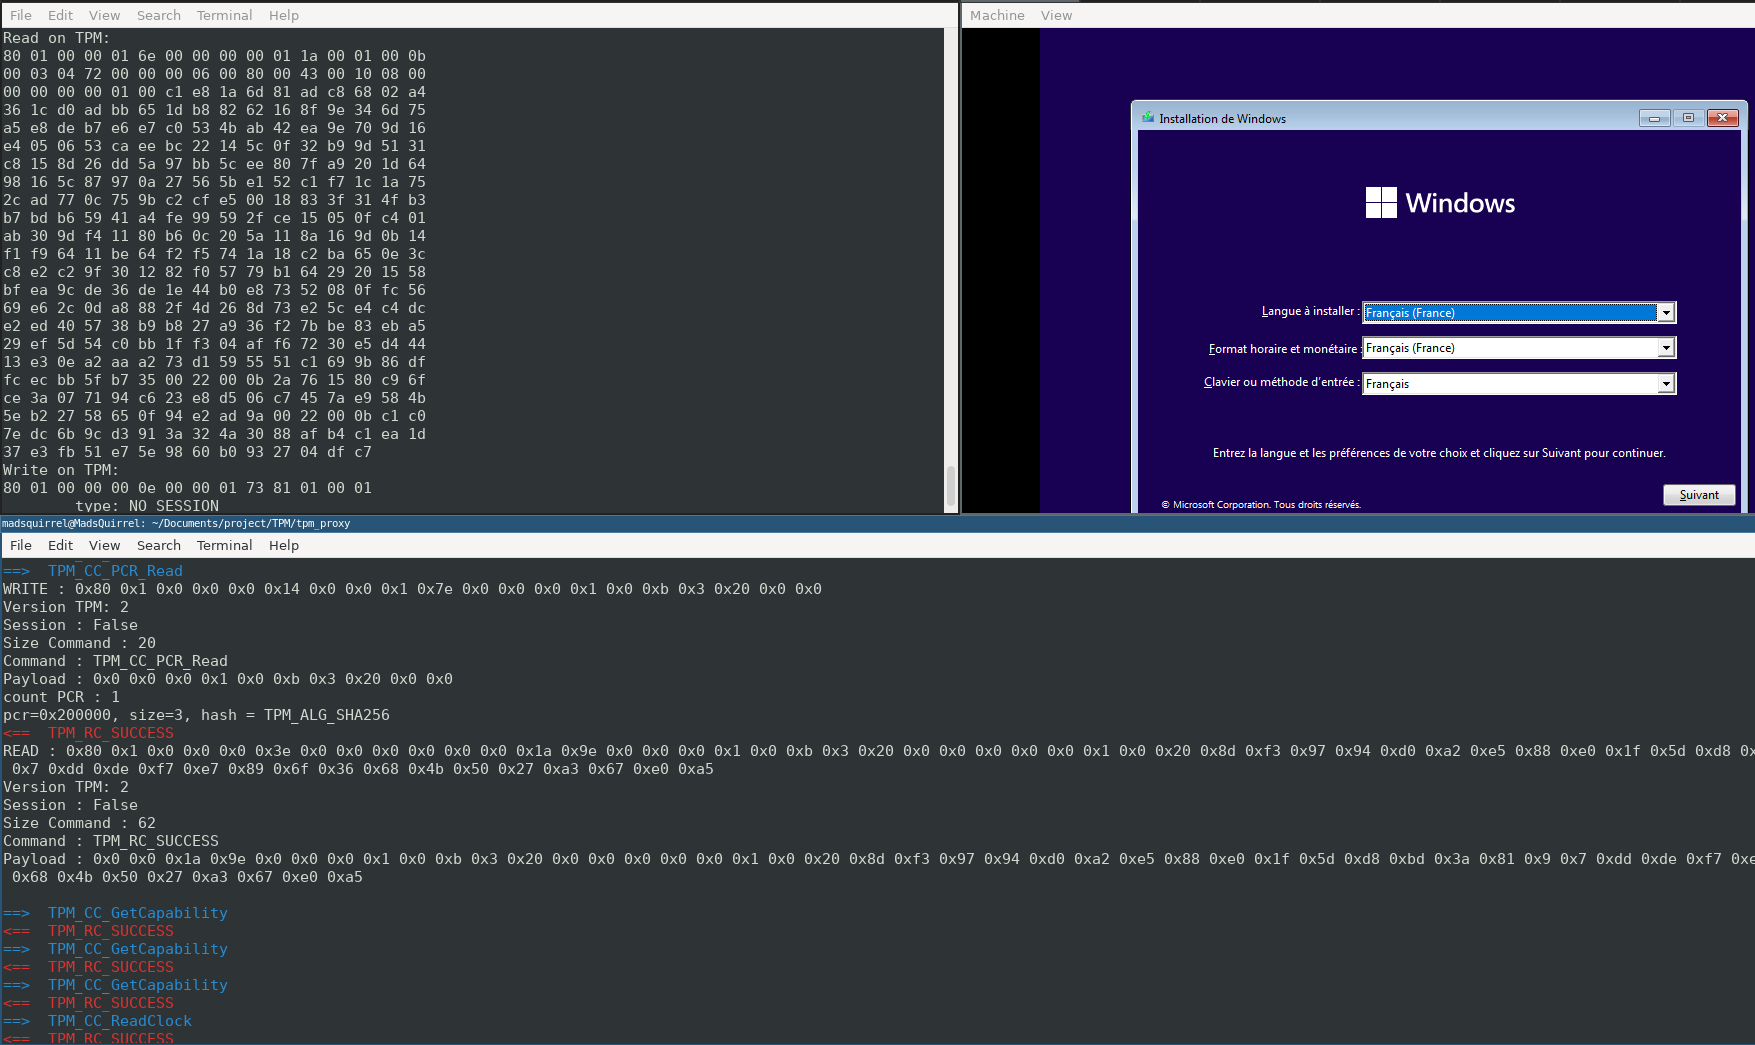 File Edit View Search Terminal Help
Read on TPM:
80 01 00 00 01 6e 00 00 00 00 01 1a 00 01 00 0b
00 03 04 72 00 00 00 06 00 80 00 43 00 10 08 00
00 00 00 00 01 00 c1 e8 1a 6d 81 ad c8 68 02 a4
36 1c d0 ad bb 65 1d b8 82 62 16 8f 9e 34 6d 75
a5 e8 de b7 e6 e7 c0 53 4b ab 42 ea 9e 70 9d 16
e4 05 06 53 ca ee bc 22 14 5c 0f 32 b9 9d 51 31
c8 15 8d 26 dd 5a 97 bb 5c ee 80 7f a9 20 1d 64
98 16 5c 87 97 0a 27 56 5b e1 52 c1 f7 1c 1a 75
2c ad 77 0c 75 9b c2 cf e5 00 18 83 3f 31 4f b3
b7 bd b6 59 41 a4 fe 99 59 2f ce 15 05 0f c4 01
ab 30 9d f4 11 80 b6 0c 20 5a 11 8a 16 9d 0b 14
f1 f9 64 11 be 64 f2 f5 74 1a 18 c2 ba 65 0e 3c
c8 e2 c2 9f 30 12 82 f0 57 79 b1 64 29 20 15 58
bf ea 9c de 36 de 1e 44 b0 e8 73 52 08 0f fc 56
69 e6 2c 0d a8 88 2f 4d 26 8d 73 e2 5c e4 c4 dc
e2 ed 40 57 38 b9 b8 27 a9 36 f2 7b be 83 eb a5
29 ef 5d 54 c0 bb 1f f3 04 af f6 72 30 e5 d4 44
13 e3 0e a2 aa a2 73 d1 59 55 51 c1 69 9b 86 df
fc ec bb 5f b7 35 00 22 00 0b 2a 76 15 80 c9 6f
ce 3a 07 71 94 c6 23 e8 d5 06 c7 45 7a e9 58 4b
5e b2 27 58 65 0f 94 e2 ad 9a 00 22 00 0b c1 c0
7e dc 6b 9c d3 91 3a 32 4a 30 88 af b4 c1 ea 1d
37 e3 fb 51 e7 5e 98 60 b0 93 27 04 df c7
Write on TPM:
80 01 00 00 00 0e 00 00 01 73 81 01 00 01
type: NO SESSION
Machine View
Installation de Windows
Windows
Langue à installer : Français (France)
Format horaire et monétaire : Français (France)
Clavier ou méthode d'entrée : Français
Entrez la langue et les préférences de votre choix et cliquez sur Suivant pour continuer.
Suivant
© Microsoft Corporation. Tous droits réservés.
madsquirrel@MadsQuirrel: ~/Documents/project/TPM/tpm_proxy
File Edit View Search Terminal Help
==> TPM_CC_PCR_Read
WRITE : 0x80 0x1 0x0 0x0 0x0 0x14 0x0 0x0 0x1 0x7e 0x0 0x0 0x0 0x1 0x0 0xb 0x3 0x20 0x0 0x0
Version TPM: 2
Session : False
Size Command : 20
Command : TPM_CC_PCR_Read
Payload : 0x0 0x0 0x0 0x1 0x0 0xb 0x3 0x20 0x0 0x0
count PCR : 1
pcr=0x200000, size=3, hash = TPM_ALG_SHA256
<== TPM_RC_SUCCESS
READ : 0x80 0x1 0x0 0x0 0x0 0x3e 0x0 0x0 0x0 0x0 0x0 0x0 0x1a 0x9e 0x0 0x0 0x0 0x1 0x0 0xb 0x3 0x20 0x0 0x0 0x0 0x0 0x0 0x1 0x0 0x20 0x8d 0xf3 0x97 0x94 0xd0 0xa2 0xe5 0x88 0xe0 0x1f 0x5d 0xd8 0x
0x7 0xdd 0xde 0xf7 0xe7 0x89 0x6f 0x36 0x68 0x4b 0x50 0x27 0xa3 0x67 0xe0 0xa5
Version TPM: 2
Session : False
Size Command : 62
Command : TPM_RC_SUCCESS
Payload : 0x0 0x0 0x1a 0x9e 0x0 0x0 0x0 0x1 0x0 0xb 0x3 0x20 0x0 0x0 0x0 0x0 0x0 0x1 0x0 0x20 0x8d 0xf3 0x97 0x94 0xd0 0xa2 0xe5 0x88 0xe0 0x1f 0x5d 0xd8 0xbd 0x3a 0x81 0x9 0x7 0xdd 0xde 0xf7 0xe
0x68 0x4b 0x50 0x27 0xa3 0x67 0xe0 0xa5
==> TPM_CC_GetCapability
<== TPM_RC_SUCCESS
==> TPM_CC_GetCapability
<== TPM_RC_SUCCESS
==> TPM_CC_GetCapability
<== TPM_RC_SUCCESS
==> TPM_CC_ReadClock
<== TPM_RC_SUCCESS